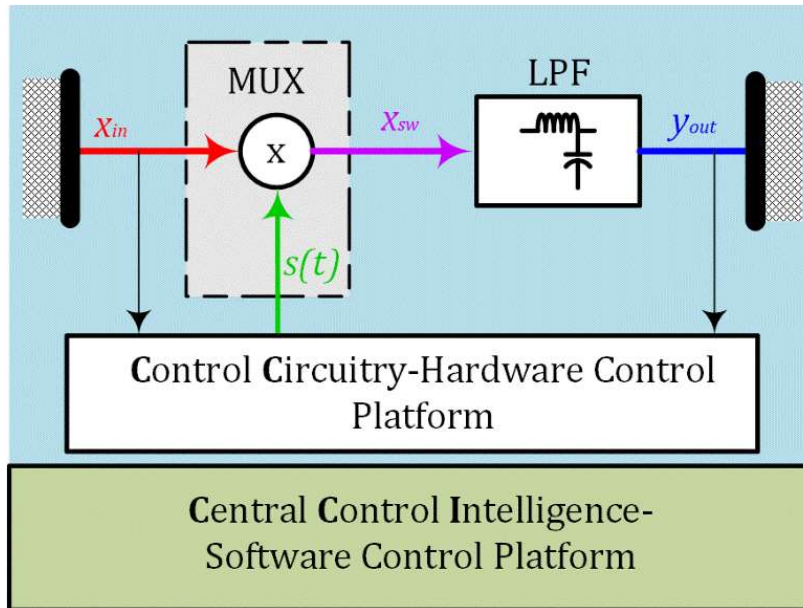 MUX
LPF
x_in
x
x_sw
y_out
s(t)
Control Circuitry-Hardware Control
Platform
Central Control Intelligence-
Software Control Platform